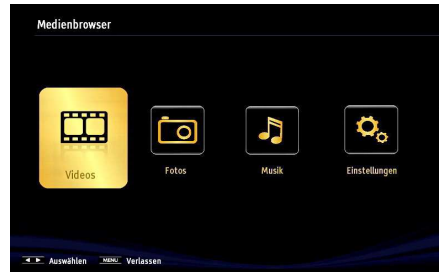 Medienbrowser
Videos
Fotos
Musik
Einstellungen
Auswählen MENU Verlassen